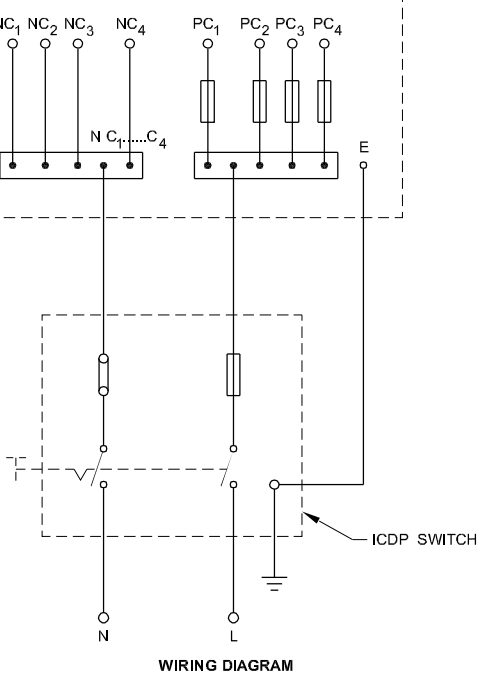 NC1 NC2 NC3 NC4 PC1 PC2 PC3 PC4
N C1......C4
E
ICDP SWITCH
N L
WIRING DIAGRAM